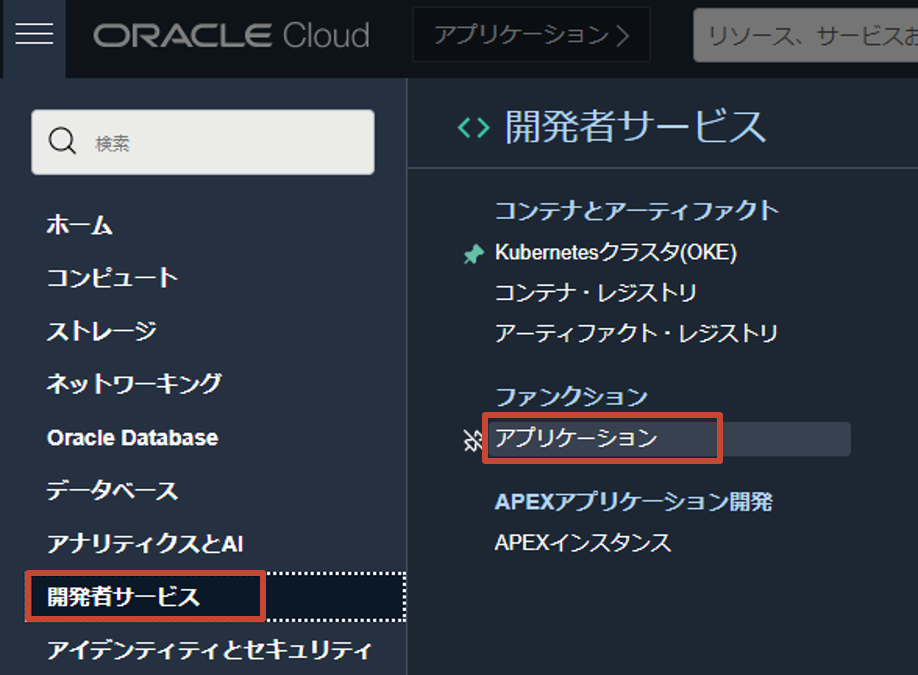 ORACLE Cloud
アプリケーション
リソース、サービスお
検索
ホーム
コンピュート
ストレージ
ネットワーキング
Oracle Database
データベース
アナリティクスとAI
開発者サービス
アイデンティティとセキュリティ
開発者サービス
コンテナとアーティファクト
Kubernetesクラスタ(OKE)
コンテナ・レジストリ
アーティファクト・レジストリ
ファンクション
アプリケーション
APEXアプリケーション開発
APEXインスタンス